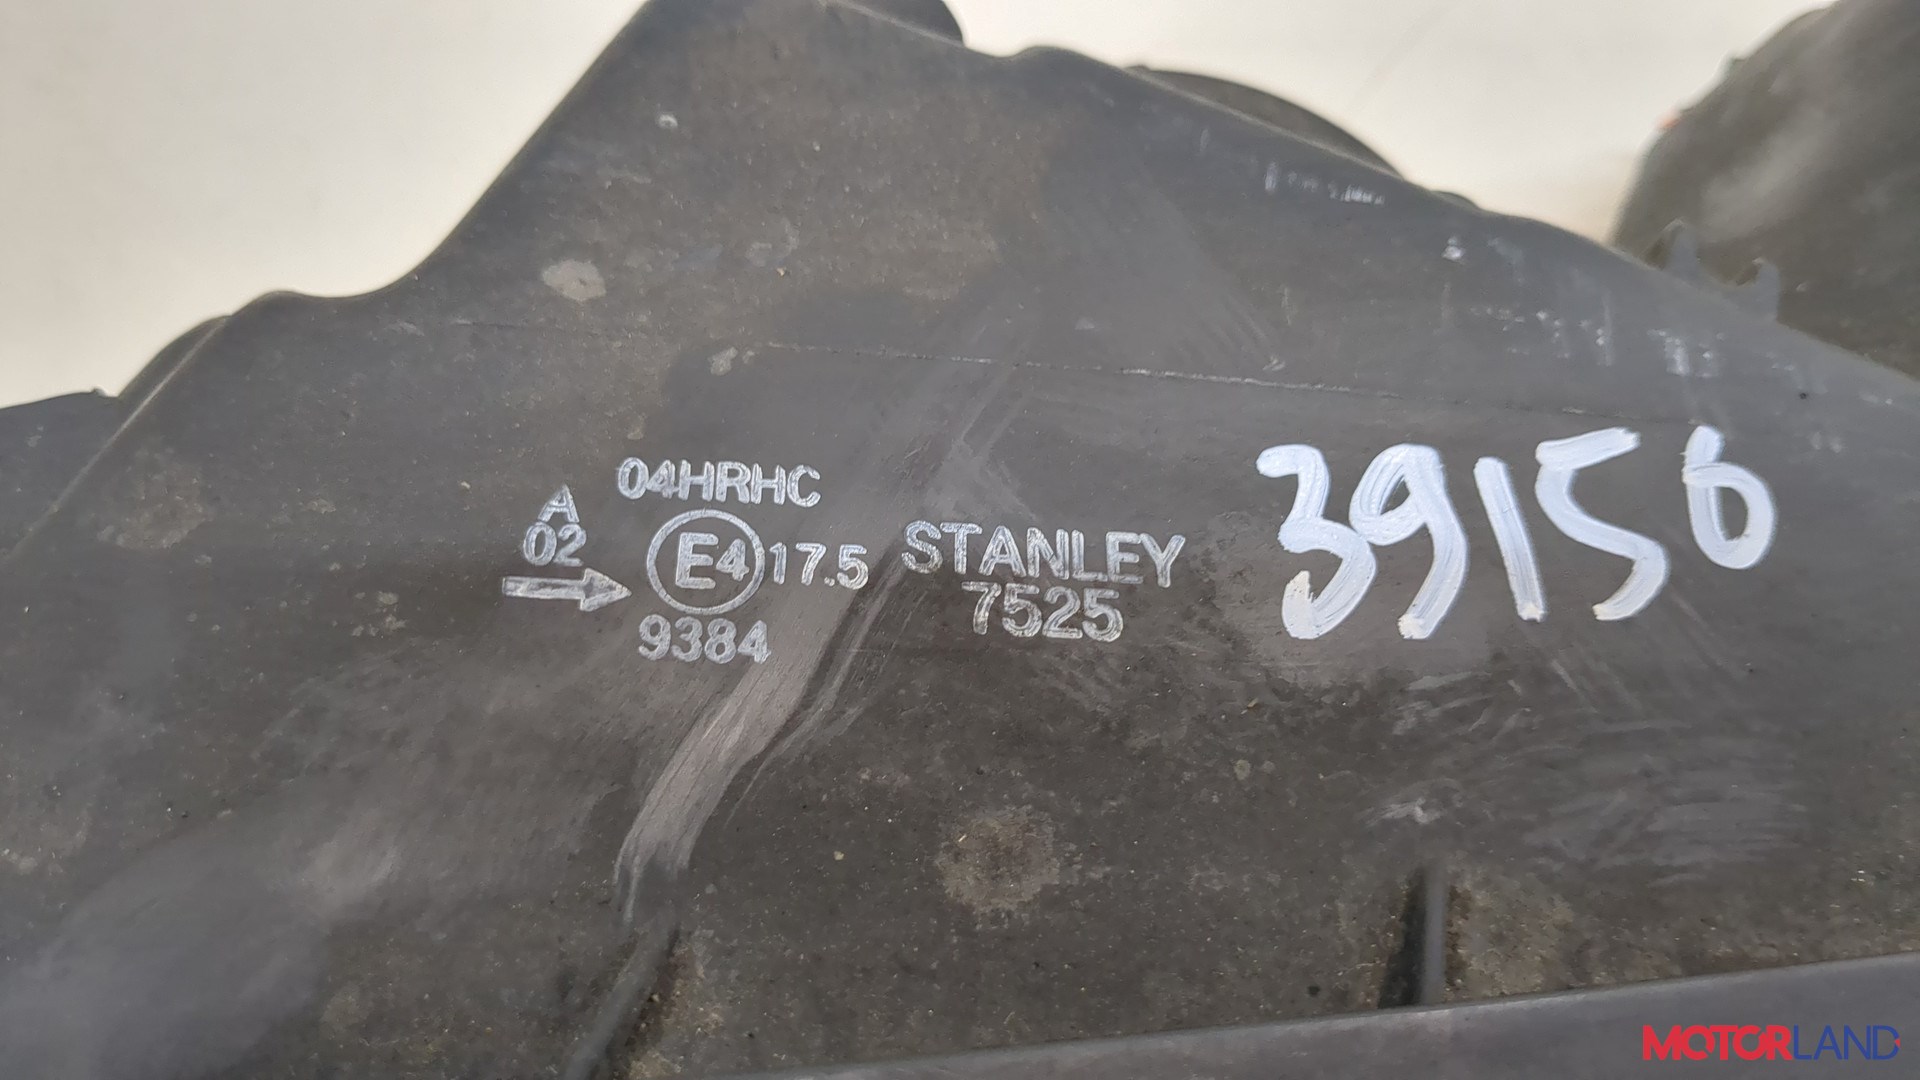 04HRHC
A
02
E4 17.5
9384
STANLEY
7525
39156
MOTORLAND